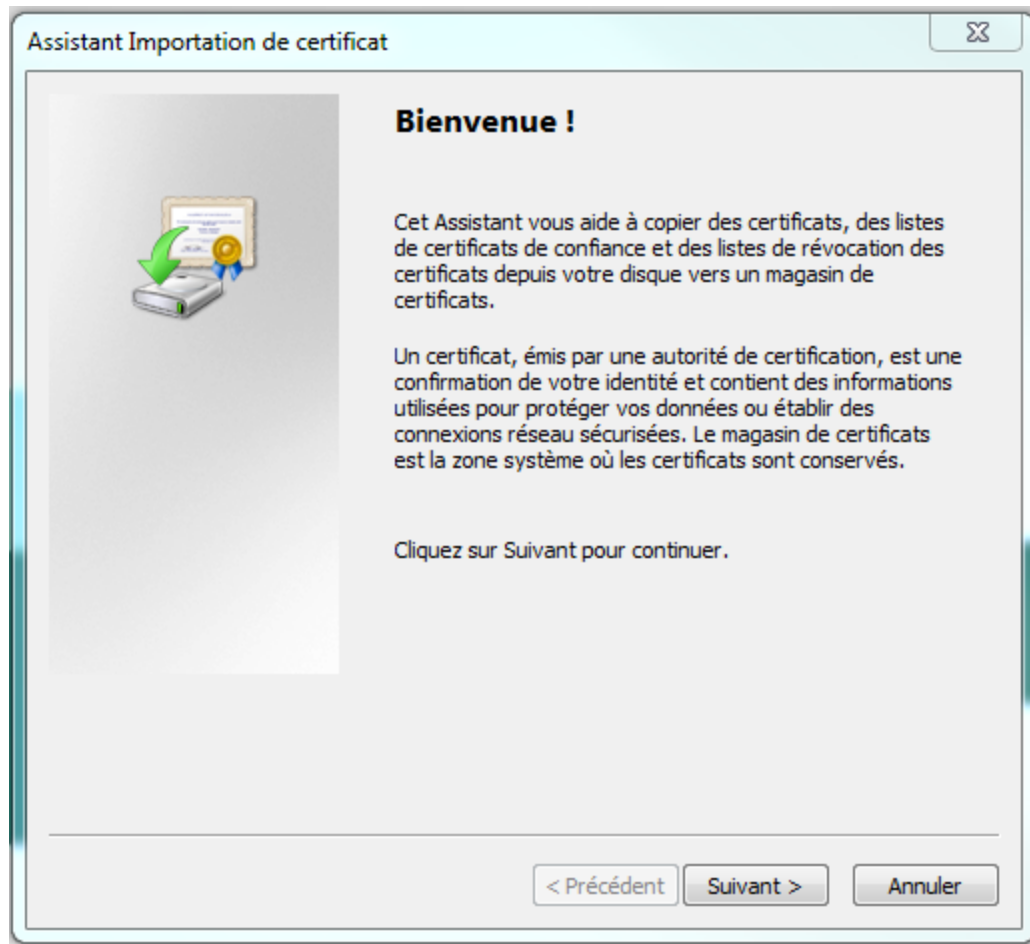 Assistant Importation de certificat
Bienvenue !
Cet Assistant vous aide à copier des certificats, des listes
de certificats de confiance et des listes de révocation des
certificats depuis votre disque vers un magasin de
certificats.
Un certificat, émis par une autorité de certification, est une
confirmation de votre identité et contient des informations
utilisées pour protéger vos données ou établir des
connexions réseau sécurisées. Le magasin de certificats
est la zone système où les certificats sont conservés.
Cliquez sur Suivant pour continuer.
< Précédent Suivant > Annuler